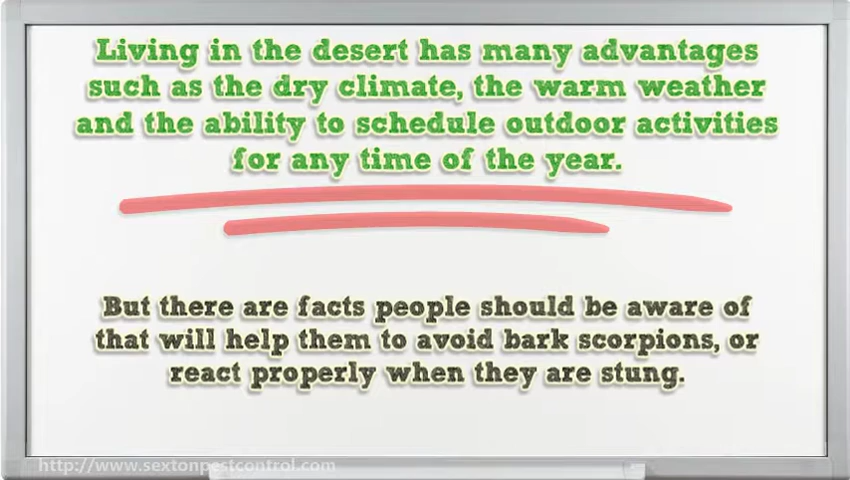 Living in the desert has many advantages
such as the dry climate, the warm weather
and the ability to schedule outdoor activities
for any time of the year.
But there are facts people should be aware of
that will help them to avoid bark scorpions, or
react properly when they are stung.
http://www.sextonpestcontrol.com